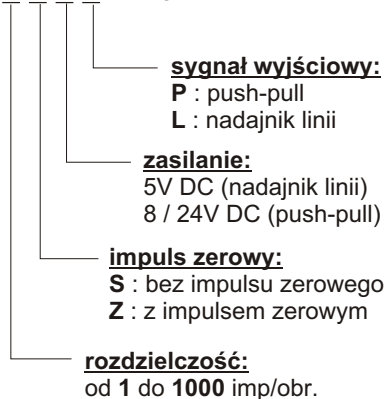 sygnał wyjściowy:
P : push-pull
L : nadajnik linii
zasilanie:
5V DC (nadajnik linii)
8 / 24V DC (push-pull)
impuls zerowy:
S : bez impulsu zerowego
Z : z impulsem zerowym
rozdzielczość:
od 1 do 1000 imp/obr.